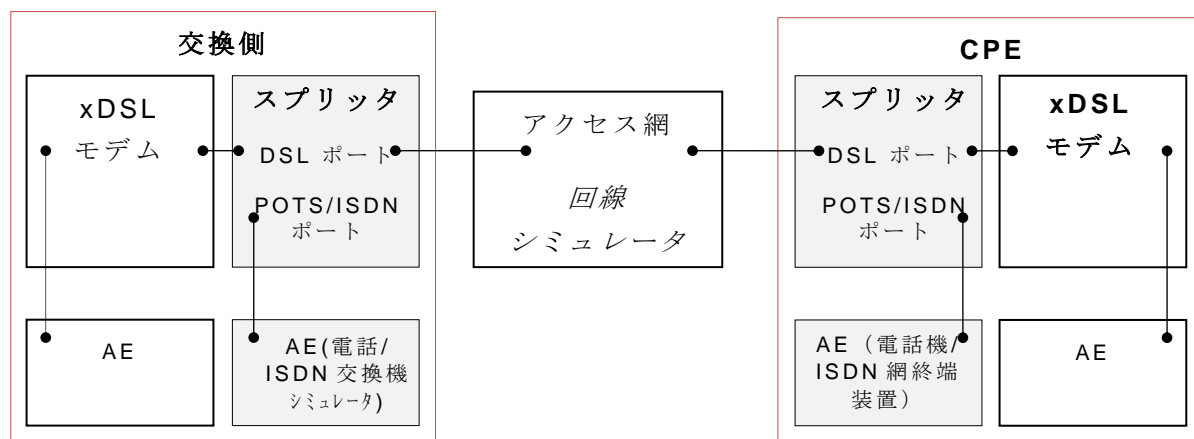 交換側
xDSL
モデム
スプリッタ
DSL ポート
POTS/ISDN
ポート
AE
AE(電話/
ISDN 交換機
シミュレータ)
アクセス網
回線
シミュレータ
CPE
スプリッタ
DSL ポート
POTS/ISDN
ポート
xDSL
モデム
AE（電話機/
ISDN 網終端
装置）
AE